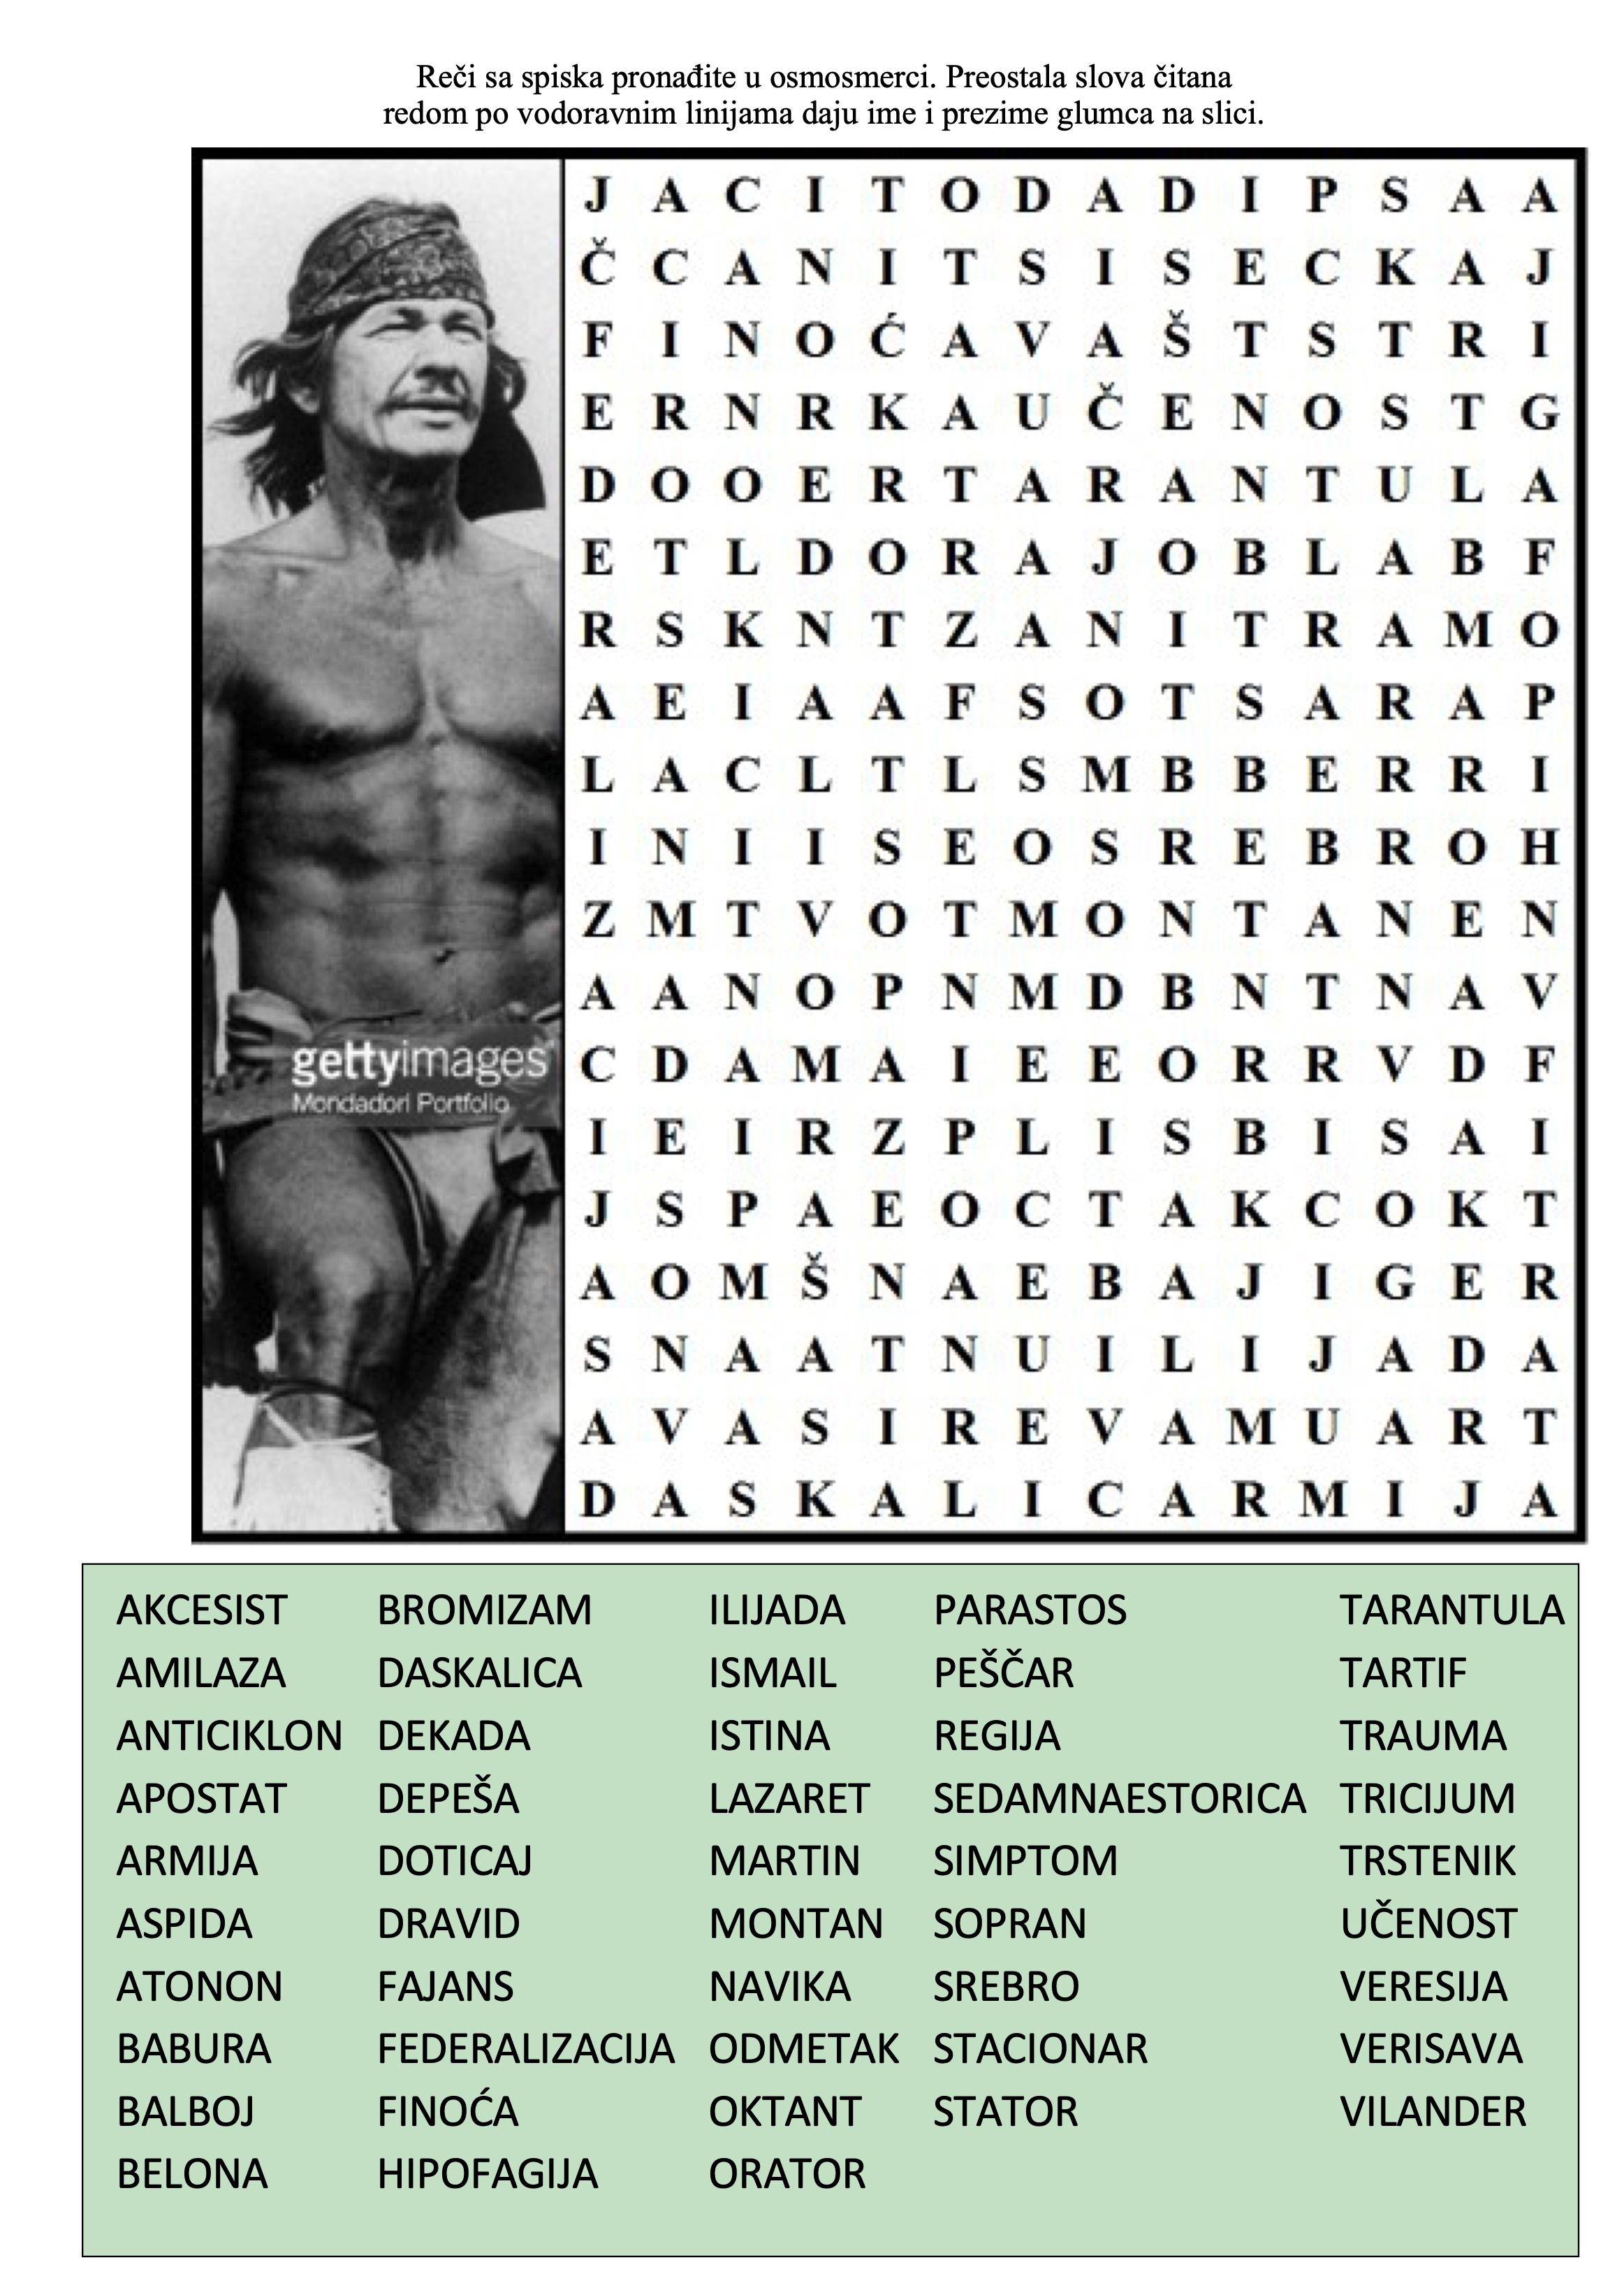 Reči sa spiska pronađite u osmosmerci. Preostala slova čitana
redom po vodoravnim linijama daju ime i prezime glumca na slici.
J A C I T O D A D I P S A A
Č C A N I T S I S E C K A J
F I N O Ć A V A Š T S T R I
E R N R K A U Č E N O S T G
D O O E R T A R A N T U L A
E T L D O R A J O B L A B F
R S K N T Z A N I T R A M O
A E I A A F S O T S A R A P
L A C L T L S M B B E R R I
I N I I S E O S R E B R O H
Z M T V O T M O N T A N E N
A A N O P N M D B N T N A V
C D A M A I E E O R R V D F
I E I R Z P L I S B I S A I
J S P A E O C T A K C O K T
A O M Š N A E B A J I G E R
S N A A T N U I L I J A D A
A V A S I R E V A M U A R T
D A S K A L I C A R M I J A
gettyimages
Mondadori Portfolio
AKCESIST BROMIZAM ILIJADA PARASTOS TARANTULA
AMILAZA DASKALICA ISMAIL PEŠČAR TARTIF
ANTICIKLON DEKADA ISTINA REGIJA TRAUMA
APOSTAT DEPEŠA LAZARET SEDAMNAESTORICA TRICIJUM
ARMIJA DOTICAJ MARTIN SIMPTOM TRSTENIK
ASPIDA DRAVID MONTAN SOPRAN UČENOST
ATONON FAJANS NAVIKA SREBRO VERESIJA
BABURA FEDERALIZACIJA ODMETAK STACIONAR VERISAVA
BALBOJ FINOĆA OKTANT STATOR VILANDER
BELONA HIPOFAGIJA ORATOR